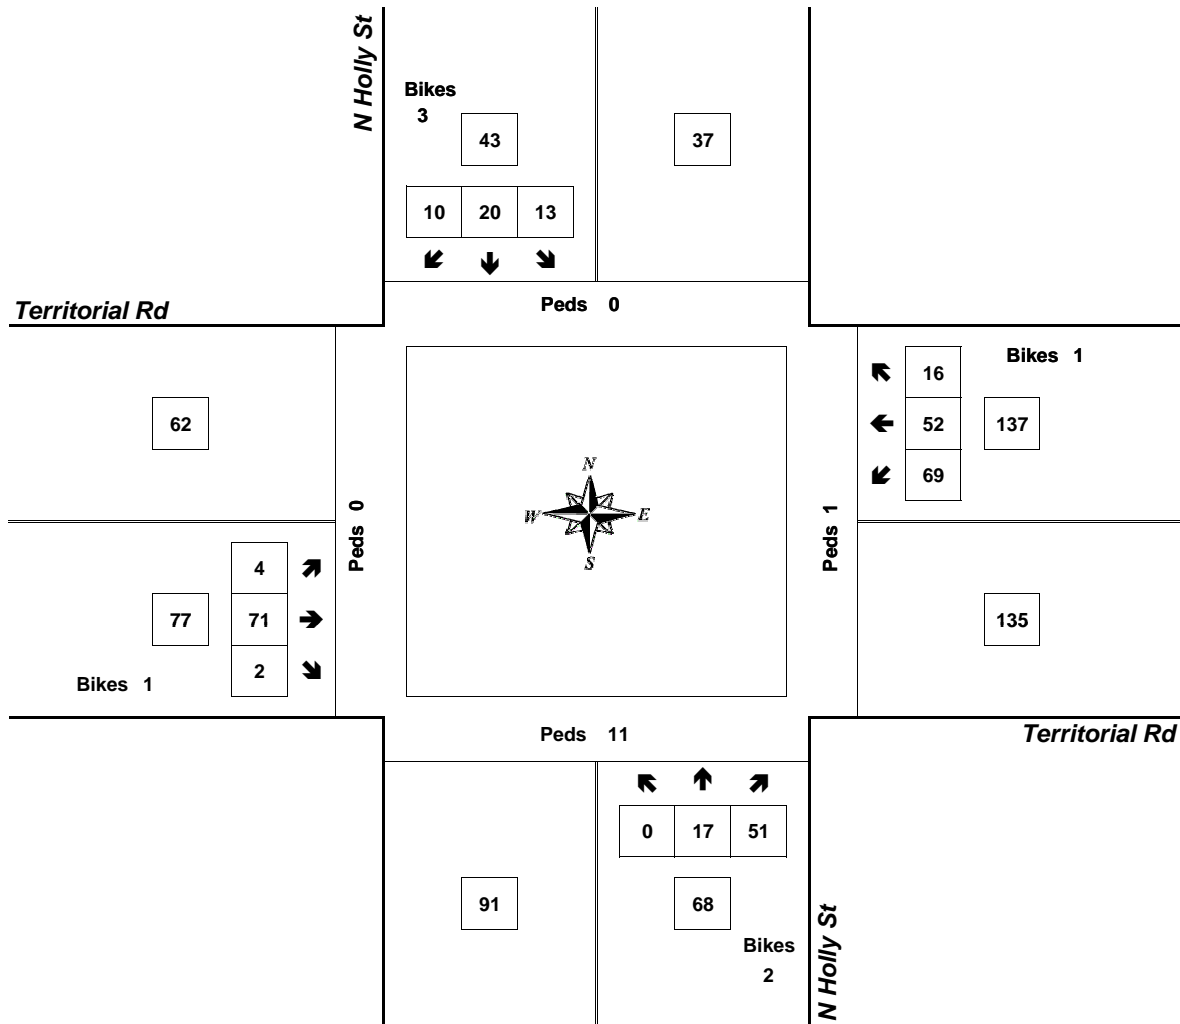 N Holly St
Bikes
3
43
37
10 20 13
Peds 0
Territorial Rd
Bikes 1
16
62
52
137
69
N
W
E
S
Peds 0
Peds 1
4
77
71
135
2
Bikes 1
Peds 11
Territorial Rd
0 17 51
91
68
Bikes
2
N Holly St